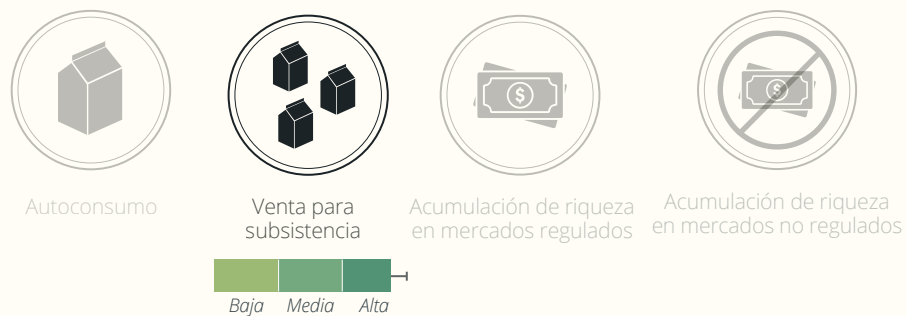 $
$
Autoconsumo
Venta para
subsistencia
Acumulación de riqueza
en mercados regulados
Acumulación de riqueza
en mercados no regulados
Baja Media Alta